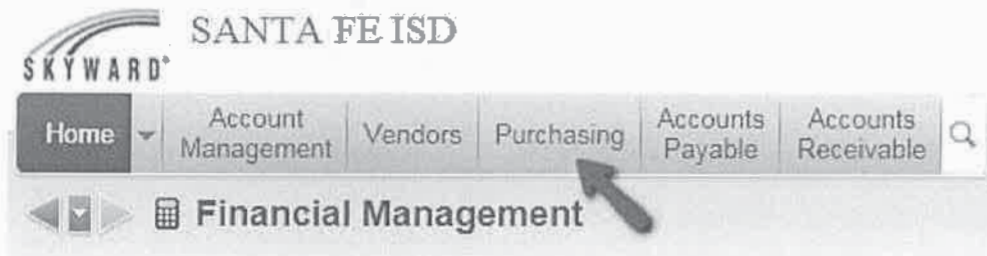 SANTA FE ISD
SKYWARD®
Home Account Management Vendors Purchasing Accounts Payable Accounts Receivable
Financial Management